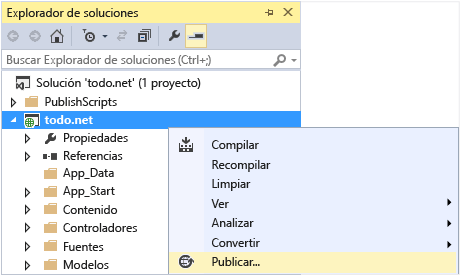 Explorador de soluciones
Buscar Explorador de soluciones (Ctrl+;)
Solución 'todo.net' (1 proyecto)
PublishScripts
todo.net
Propiedades
Referencias
App_Data
App_Start
Contenido
Controladores
Fuentes
Modelos
Compilar
Recompilar
Limpiar
Ver
Analizar
Convertir
Publicar...